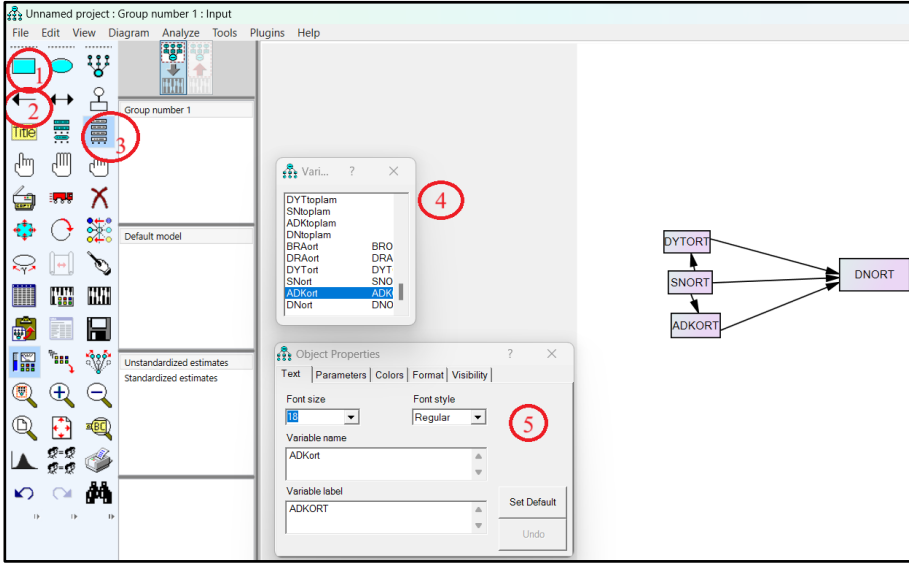 Unnamed project : Group number 1 : Input
File Edit View Diagram Analyze Tools Plugins Help
1
2
Title
3
Group number 1
Default model
Unstandardized estimates
Standardized estimates
Vari... ? ×
4
DYTtoplam
SNtoplam
ADKtoplam
DNtoplam
BRAort BRO
DRAort DRA
DYTort DYT
SNort SNO
ADKort ADK
DNort DNO
Object Properties ? ×
Text Parameters Colors Format Visibility
Font size Font style
18 Regular
5
Variable name
ADKort
Variable label
ADKORT
Set Default
Undo
DYTORT
SNORT
ADKORT
DNORT